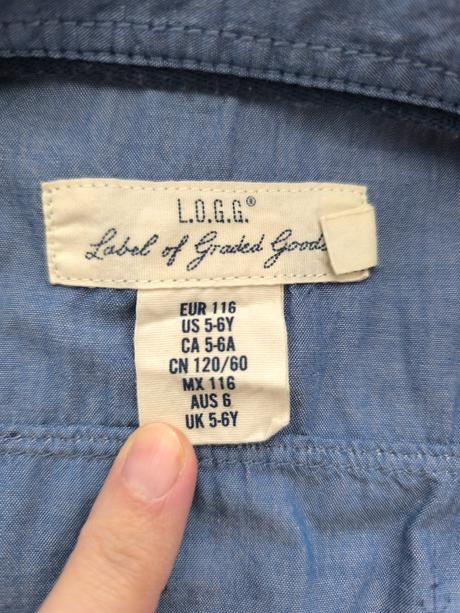 L.O.G.G.®
Label of Graded Goods
EUR 116
US 5-6Y
CA 5-6A
CN 120/60
MX 116
AUS 6
UK 5-6Y